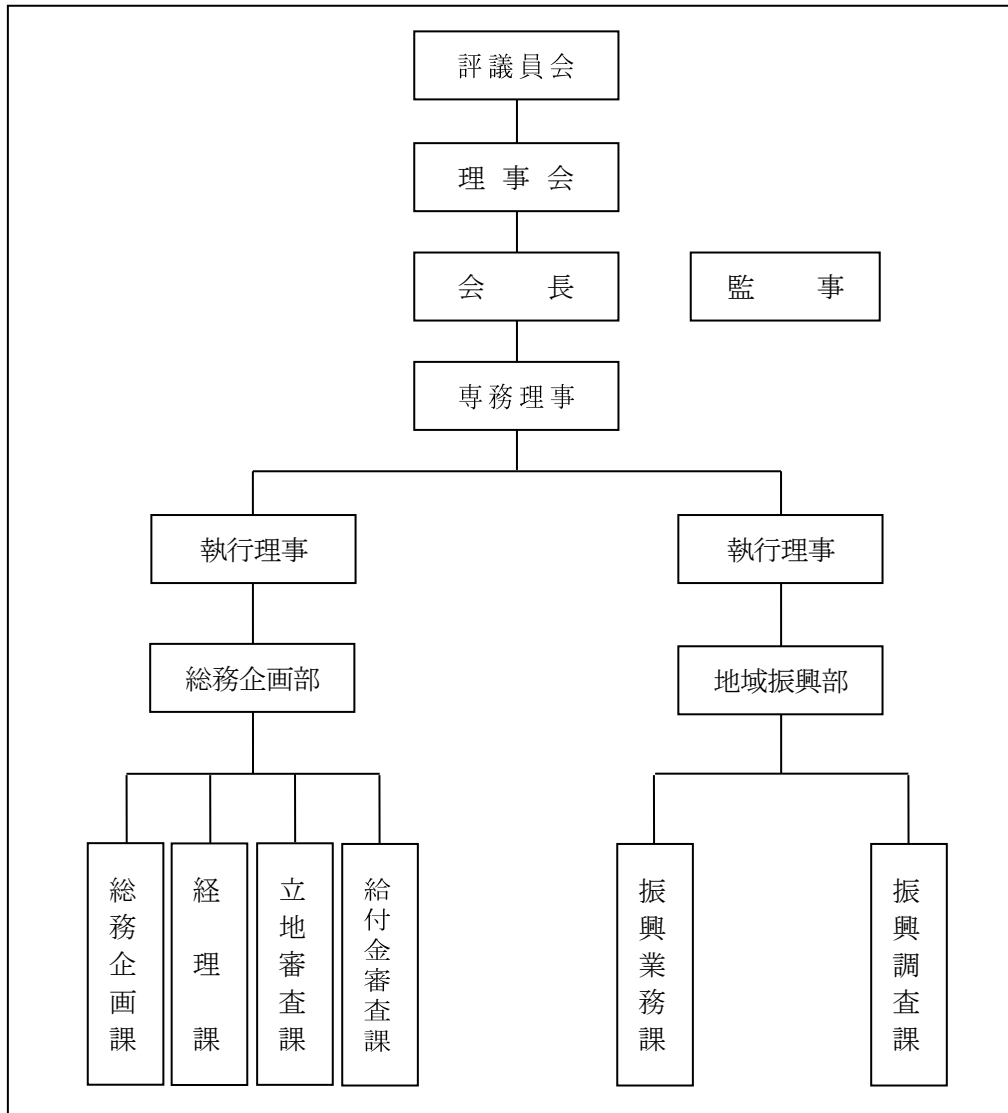 評議員会
理事会
会長
監事
専務理事
執行理事
執行理事
総務企画部
地域振興部
総務企画課
経理課
立地審査課
給付金審査課
振興業務課
振興調査課